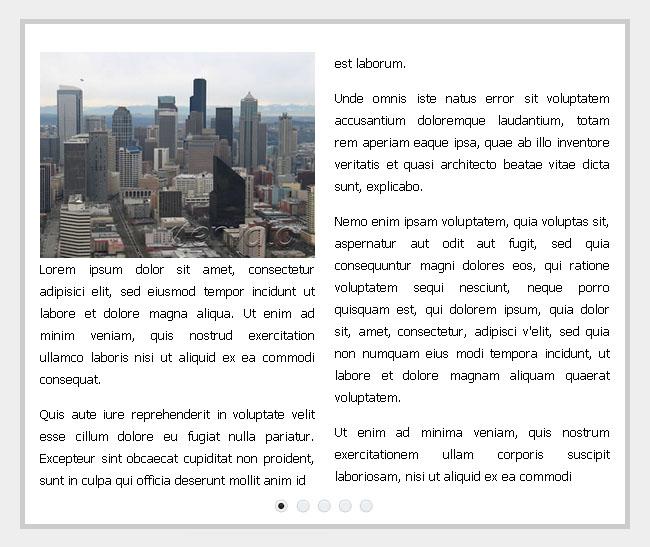 Lorem ipsum dolor sit amet, consectetur
adipisici elit, sed eiusmod tempor incidunt ut
labore et dolore magna aliqua. Ut enim ad
minim veniam, quis nostrud exercitation
ullamco laboris nisi ut aliquid ex ea commodi
consequat.
Quis aute iure reprehenderit in voluptate velit
esse cillum dolore eu fugiat nulla pariatur.
Excepteur sint obcaecat cupiditat non proident,
sunt in culpa qui officia deserunt mollit anim id
est laborum.
Unde omnis iste natus error sit voluptatem
accusantium doloremque laudantium, totam
rem aperiam eaque ipsa, quae ab illo inventore
veritatis et quasi architecto beatae vitae dicta
sunt, explicabo.
Nemo enim ipsam voluptatem, quia voluptas sit,
aspernatur aut odit aut fugit, sed quia
consequuntur magni dolores eos, qui ratione
voluptatem sequi nesciunt, neque porro
quisquam est, qui dolorem ipsum, quia dolor
sit, amet, consectetur, adipisci v'elit, sed quia
non numquam eius modi tempora incidunt, ut
labore et dolore magnam aliquam quaerat
voluptatem.
Ut enim ad minima veniam, quis nostrum
exercitationem ullam corporis suscipit
laboriosam, nisi ut aliquid ex ea commodi